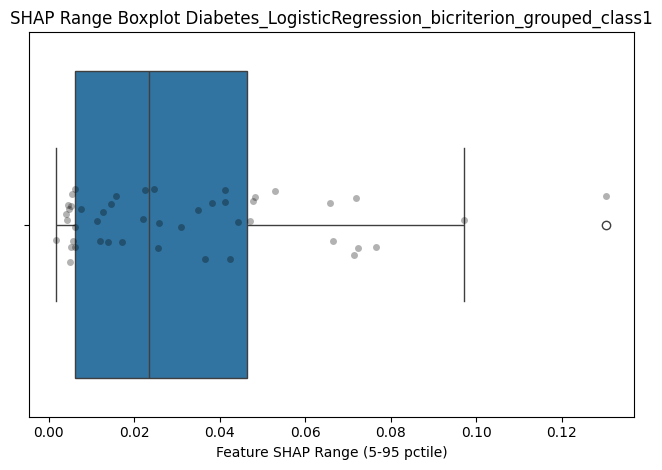 SHAP Range Boxplot Diabetes_LogisticRegression_bicriterion_grouped_class1
0.00 0.02 0.04 0.06 0.08 0.10 0.12
Feature SHAP Range (5-95 pctile)